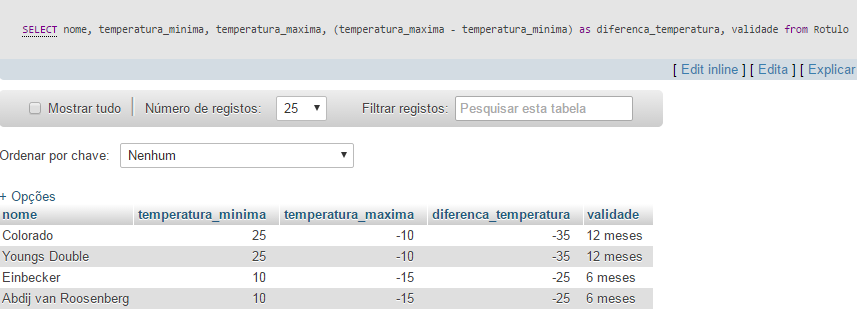 SELECT nome, temperatura_minima, temperatura_maxima, (temperatura_maxima - temperatura_minima) as diferenca_temperatura, validade from Rotulo
[ Edit inline ] [ Edita ] [ Explicar
Mostrar tudo Número de registos: 25 Filtrar registos: Pesquisar esta tabela
Ordenar por chave: Nenhum
+ Opções
nome temperatura_minima temperatura_maxima diferenca_temperatura validade
Colorado 25 -10 -35 12 meses
Youngs Double 25 -10 -35 12 meses
Einbecker 10 -15 -25 6 meses
Abdij van Roosenberg 10 -15 -25 6 meses